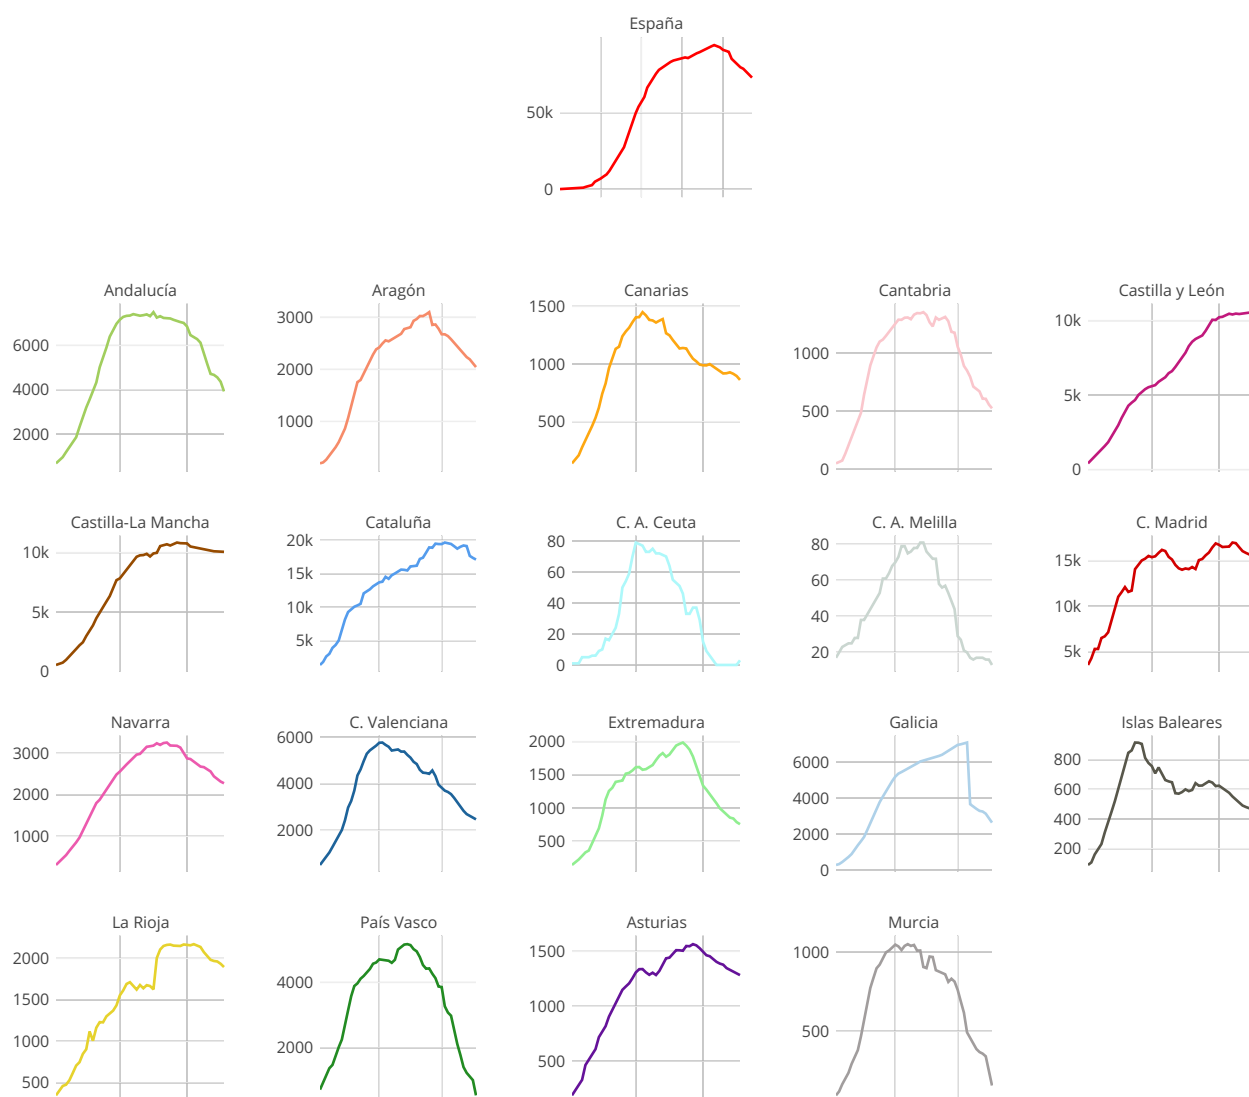 España
50k
0
Andalucía Aragón Canarias Cantabria Castilla y León
6000 4000 2000
3000 2000 1000
1500 1000 500
1000 500 0
10k 5k 0
Castilla-La Mancha Cataluña C. A. Ceuta C. A. Melilla C. Madrid
10k 5k 0
20k 15k 10k 5k
80 60 40 20 0
80 60 40 20
15k 10k 5k
Navarra C. Valenciana Extremadura Galicia Islas Baleares
3000 2000 1000
6000 4000 2000
2000 1500 1000 500
6000 4000 2000 0
800 600 400 200
La Rioja País Vasco Asturias Murcia
2000 1500 1000 500
4000 2000
1500 1000 500
1000 500